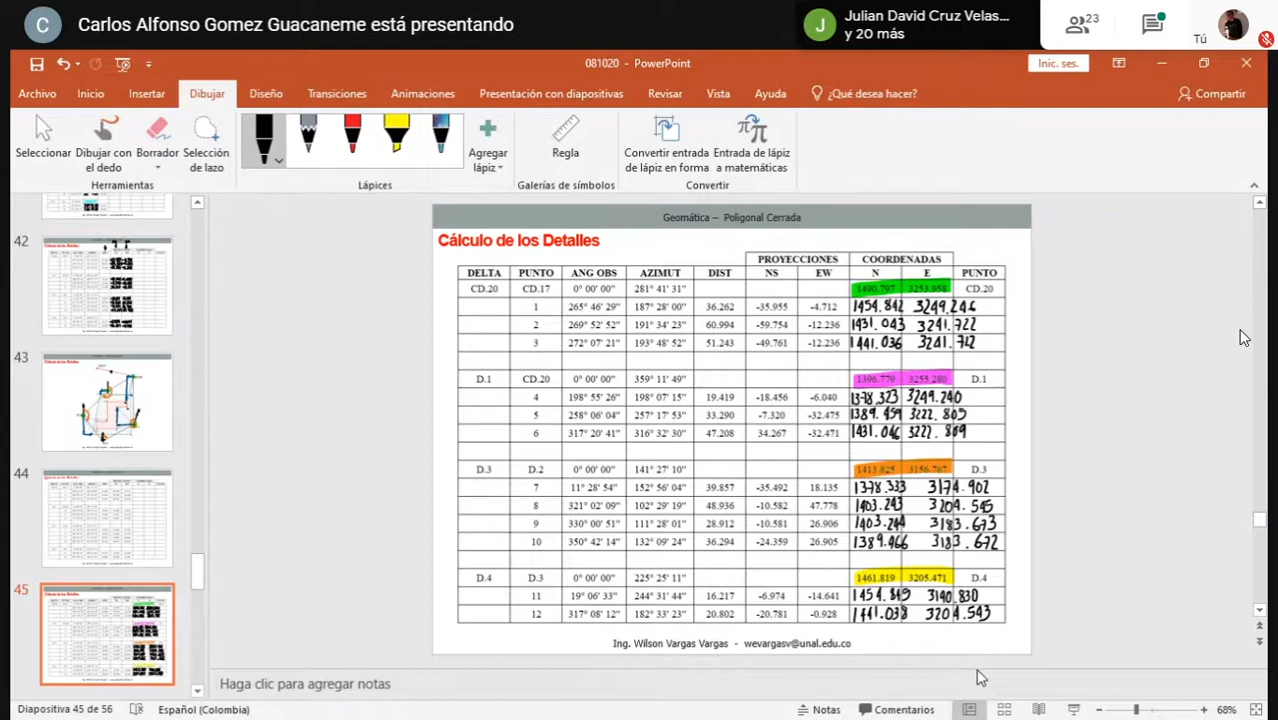 Carlos Alfonso Gomez Guacaneme está presentando
C
J
Julian David Cruz Velas...
y 20 más
23
Tú
081020 - PowerPoint
Inic. ses.
Archivo Inicio Insertar Dibujar Diseño Transiciones Animaciones Presentación con diapositivas Revisar Vista Ayuda ¿Qué desea hacer? Compartir
Seleccionar
Dibujar con el dedo
Borrador
Selección de lazo
Agregar lápiz
Regla
Convertir entrada de lápiz en forma
Entrada de lápiz a matemáticas
Herramientas Lápices Galerías de símbolos Convertir
42
43
44
45
Geomática – Poligonal Cerrada
Cálculo de los Detalles
PROYECCIONES COORDENADAS
DELTA PUNTO ANG OBS AZIMUT DIST NS EW N E PUNTO
CD.20 CD.17 0° 00' 00" 281° 41' 31" 1490.797 3253.958 CD.20
1 265° 46' 29" 187° 28' 00" 36.262 -35.955 -4.712 1454.842 3249.246
2 269° 52' 52" 191° 34' 23" 60.994 -59.754 -12.236 1431.043 3241.722
3 272° 07' 21" 193° 48' 52" 51.243 -49.761 -12.236 1441.036 3241.712
D.1 CD.20 0° 00' 00" 359° 11' 49" 1396.779 3255.280 D.1
4 198° 55' 26" 198° 07' 15" 19.419 -18.456 -6.040 1378.323 3249.240
5 258° 06' 04" 257° 17' 53" 33.290 -7.320 -32.475 1389.459 3222.805
6 317° 20' 41" 316° 32' 30" 47.208 34.267 -32.471 1431.046 3222.809
D.3 D.2 0° 00' 00" 141° 27' 10" 1413.825 3156.767 D.3
7 11° 28' 54" 152° 56' 04" 39.857 -35.492 18.135 1378.333 3174.902
8 321° 02' 09" 102° 29' 19" 48.936 -10.582 47.778 1403.243 3204.545
9 330° 00' 51" 111° 28' 01" 28.912 -10.581 26.906 1403.244 3183.673
10 350° 42' 14" 132° 09' 24" 36.294 -24.359 26.905 1389.466 3183.672
D.4 D.3 0° 00' 00" 225° 25' 11" 1461.819 3205.471 D.4
11 19° 06' 33" 244° 31' 44" 16.217 -6.974 -14.641 1454.845 3190.830
12 317° 08' 12" 182° 33' 23" 20.802 -20.781 -0.928 1441.038 3204.543
Ing. Wilson Vargas Vargas - wevargasv@unal.edu.co
Haga clic para agregar notas
Diapositiva 45 de 56 Español (Colombia) Notas Comentarios 68%